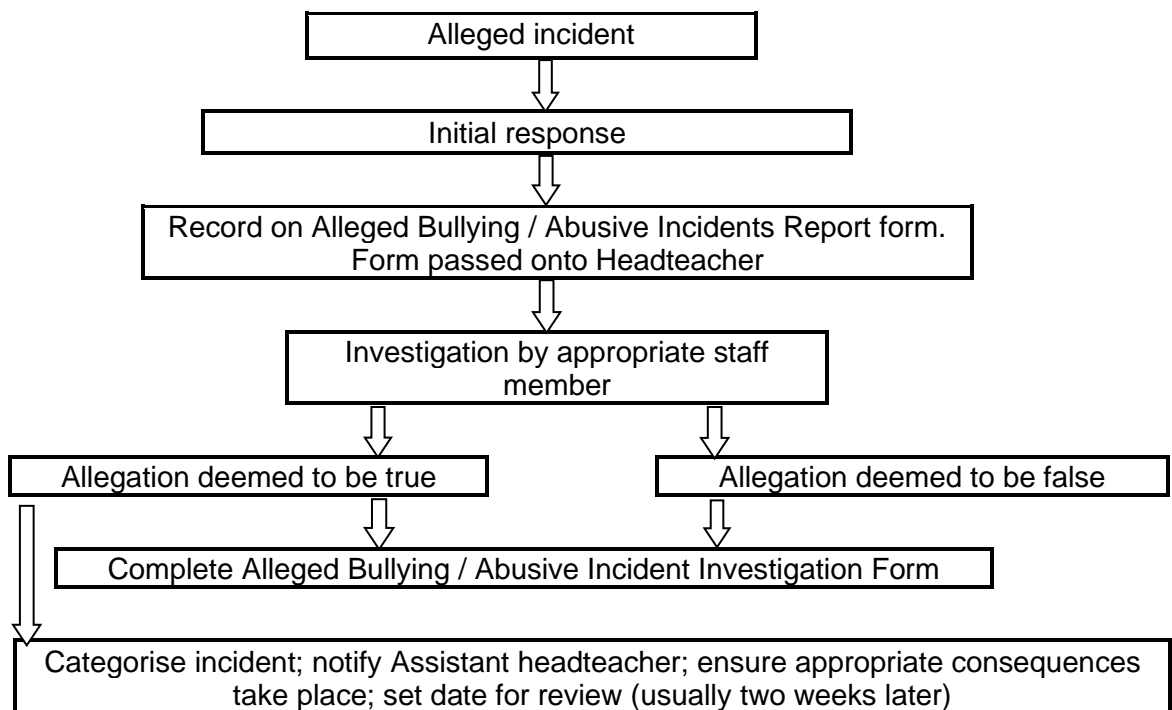 Alleged incident
Initial response
Record on Alleged Bullying / Abusive Incidents Report form.
Form passed onto Headteacher
Investigation by appropriate staff
member
Allegation deemed to be true
Allegation deemed to be false
Complete Alleged Bullying / Abusive Incident Investigation Form
Categorise incident; notify Assistant headteacher; ensure appropriate consequences
take place; set date for review (usually two weeks later)